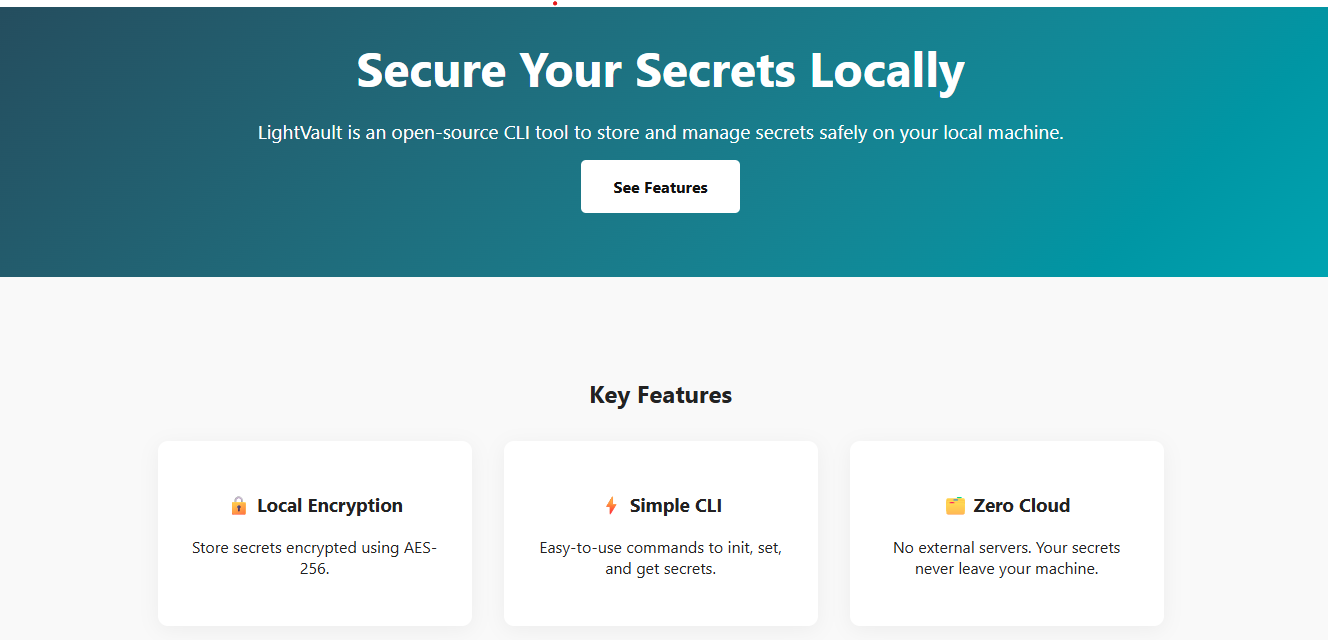 Secure Your Secrets Locally
LightVault is an open-source CLI tool to store and manage secrets safely on your local machine.
See Features
Key Features
Local Encryption
Store secrets encrypted using AES-
256.
Simple CLI
Easy-to-use commands to init, set,
and get secrets.
Zero Cloud
No external servers. Your secrets
never leave your machine.